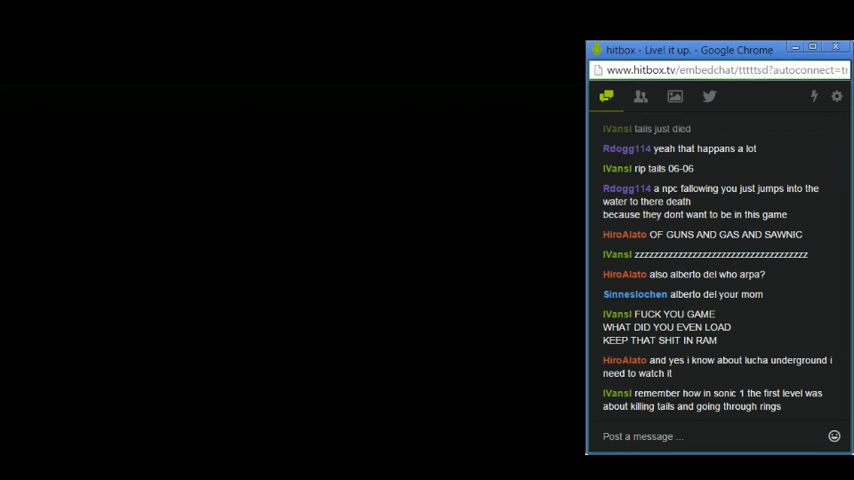 hitbox - Live! it up. - Google Chrome
www.hitbox.tv/embedchat/tttttsd?autoconnect=tr
IVansI tails just died
Rdogg114 yeah that happans a lot
IVansI rip tails 06-06
Rdogg114 a npc fallowing you just jumps into the
water to there death
because they dont want to be in this game
HiroAlato OF GUNS AND GAS AND SAWNIC
IVansI zzzzzzzzzzzzzzzzzzzzzzzzzzzzzzzzzzzz
HiroAlato also alberto del who arpa?
Sinneslochen alberto del your mom
IVansI FUCK YOU GAME
WHAT DID YOU EVEN LOAD
KEEP THAT SHIT IN RAM
HiroAlato and yes i know about lucha underground i
need to watch it
IVansI remember how in sonic 1 the first level was
about killing tails and going through rings
Post a message ...